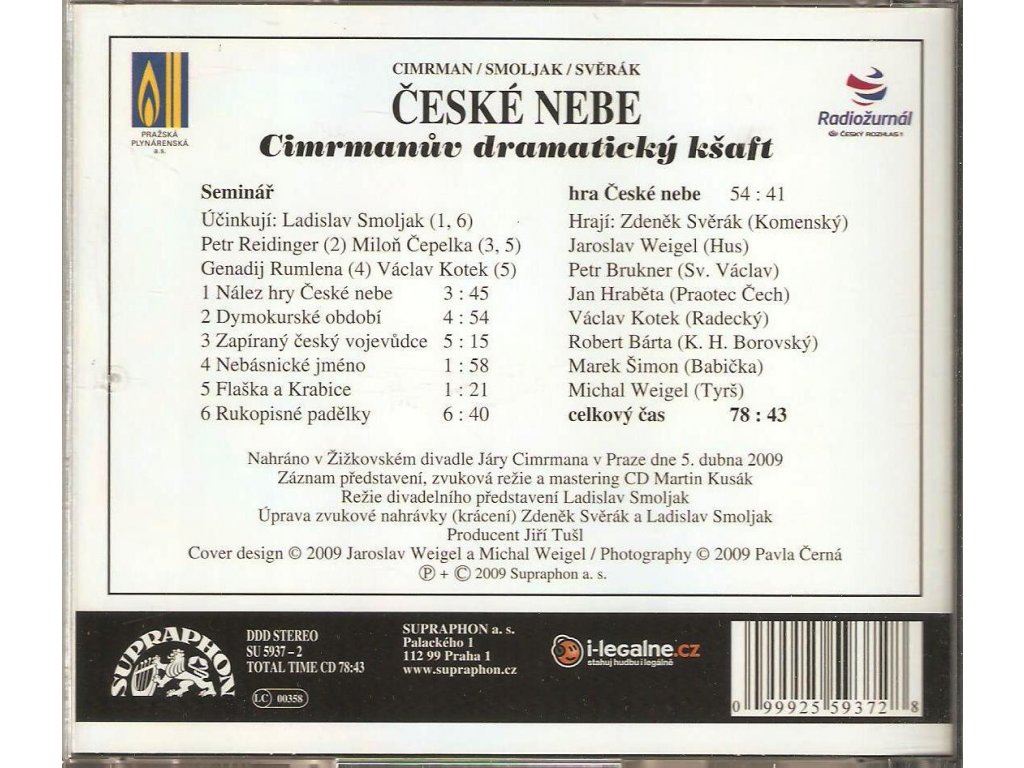 PRAŽSKÁ
PLYNÁRENSKÁ
a.s.
CIMRMAN / SMOLJAK / SVĚRÁK
ČESKÉ NEBE
Cimrmanův dramatický kšaft
Radiožurnál
ČESKÝ ROZHLAS 1
Seminář
Účinkují: Ladislav Smoljak (1, 6)
Petr Reidinger (2) Miloň Čepelka (3, 5)
Genadij Rumlena (4) Václav Kotek (5)
1 Nález hry České nebe 3 : 45
2 Dymokurské období 4 : 54
3 Zapíraný český vojevůdce 5 : 15
4 Nebásnické jméno 1 : 58
5 Flaška a Krabice 1 : 21
6 Rukopisné padělky 6 : 40
hra České nebe 54 : 41
Hrají: Zdeněk Svěrák (Komenský)
Jaroslav Weigel (Hus)
Petr Brukner (Sv. Václav)
Jan Hraběta (Praotec Čech)
Václav Kotek (Radecký)
Robert Bárta (K. H. Borovský)
Marek Šimon (Babička)
Michal Weigel (Tyrš)
celkový čas 78 : 43
Nahráno v Žižkovském divadle Járy Cimrmana v Praze dne 5. dubna 2009
Záznam představení, zvuková režie a mastering CD Martin Kusák
Režie divadelního představení Ladislav Smoljak
Úprava zvukové nahrávky (krácení) Zdeněk Svěrák a Ladislav Smoljak
Producent Jiří Tušl
Cover design © 2009 Jaroslav Weigel a Michal Weigel / Photography © 2009 Pavla Černá
℗ + © 2009 Supraphon a. s.
SUPRAPHON
DDD STEREO
SU 5937 – 2
TOTAL TIME CD 78:43
LC 00358
SUPRAPHON a. s.
Palackého 1
112 99 Praha 1
www.supraphon.cz
i-legalne.cz
stahuj hudbu i legálně
0 99925 59372 8